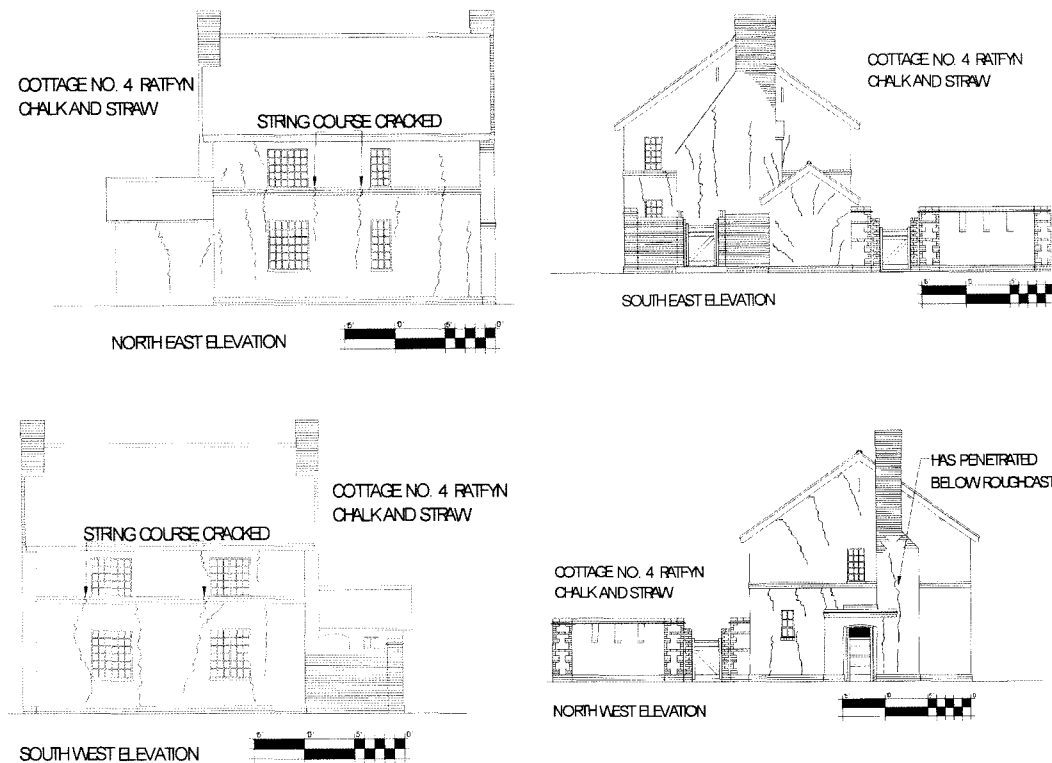 COTTAGE NO. 4 RATFYN
CHALK AND STRAW
STRING COURSE CRACKED
NORTH EAST ELEVATION
COTTAGE NO. 4 RATFYN
CHALK AND STRAW
SOUTH EAST ELEVATION
COTTAGE NO. 4 RATFYN
CHALK AND STRAW
STRING COURSE CRACKED
SOUTH WEST ELEVATION
HAS PENETRATED
BELOW ROUGHCAST
COTTAGE NO. 4 RATFYN
CHALK AND STRAW
NORTH WEST ELEVATION